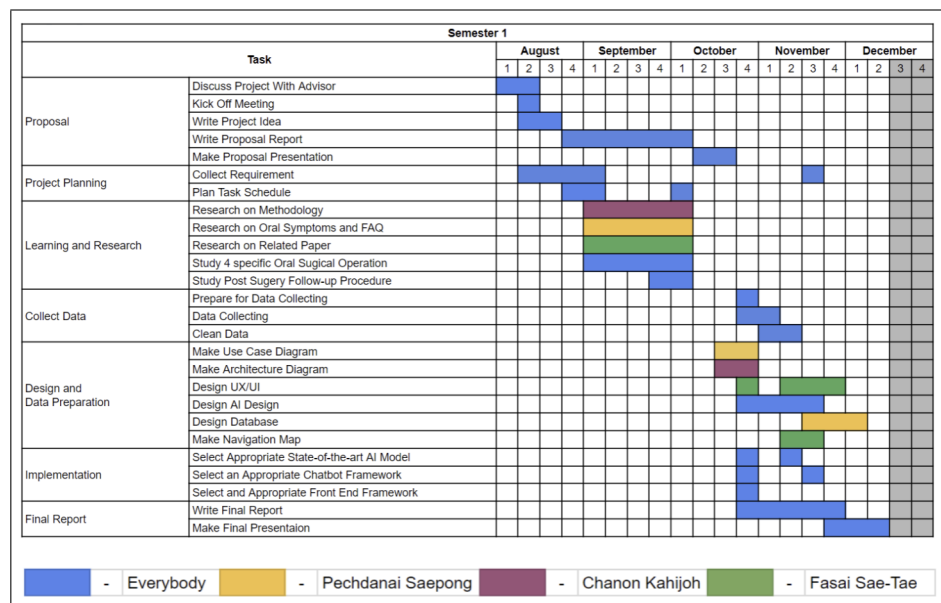 Semester 1
Task
August September October November December
1 2 3 4 1 2 3 4 1 2 3 4 1 2 3 4 1 2 3 4
Proposal
Discuss Project With Advisor
Kick Off Meeting
Write Project Idea
Write Proposal Report
Make Proposal Presentation
Project Planning
Collect Requirement
Plan Task Schedule
Learning and Research
Research on Methodology
Research on Oral Symptoms and FAQ
Research on Related Paper
Study 4 specific Oral Sugical Operation
Study Post Sugery Follow-up Procedure
Collect Data
Prepare for Data Collecting
Data Collecting
Clean Data
Design and
Data Preparation
Make Use Case Diagram
Make Architecture Diagram
Design UX/UI
Design AI Design
Design Database
Make Navigation Map
Implementation
Select Appropriate State-of-the-art AI Model
Select an Appropriate Chatbot Framework
Select and Appropriate Front End Framework
Final Report
Write Final Report
Make Final Presentaion
- Everybody - Pechdanai Saepong - Chanon Kahijoh - Fasai Sae-Tae